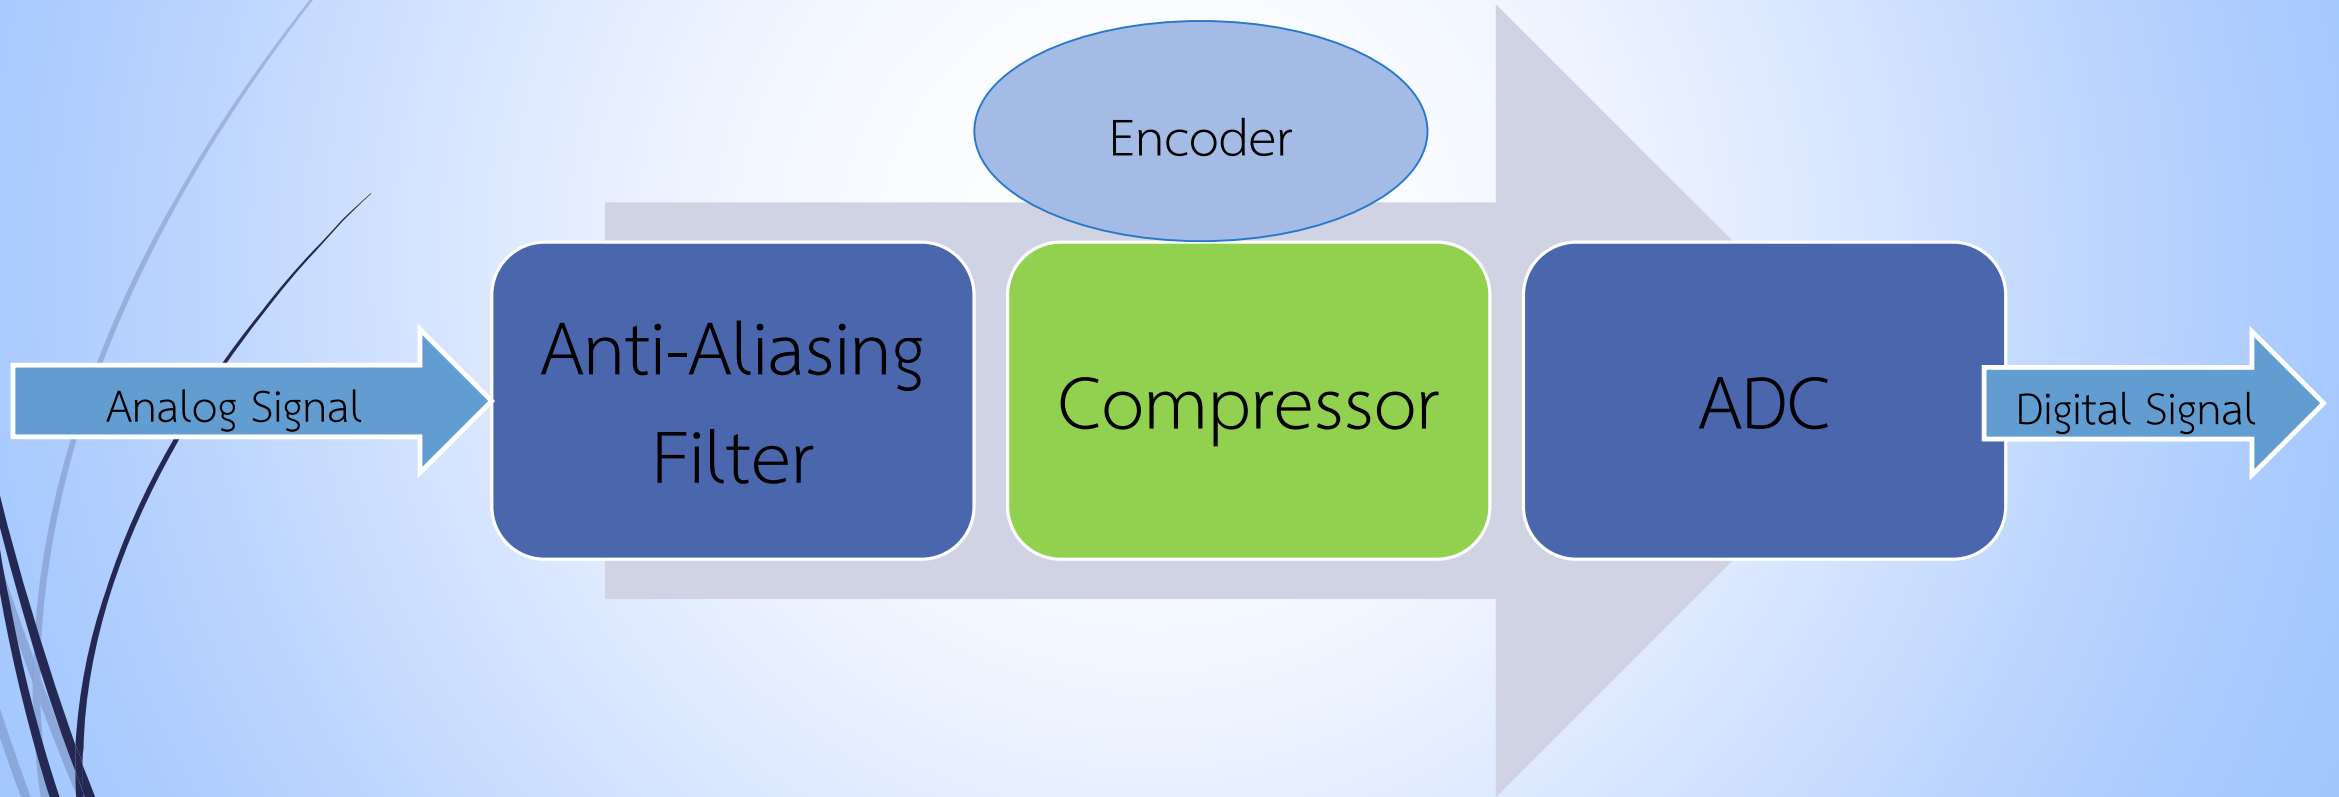 Encoder
Analog Signal
Anti-Aliasing
Filter
Compressor
ADC
Digital Signal